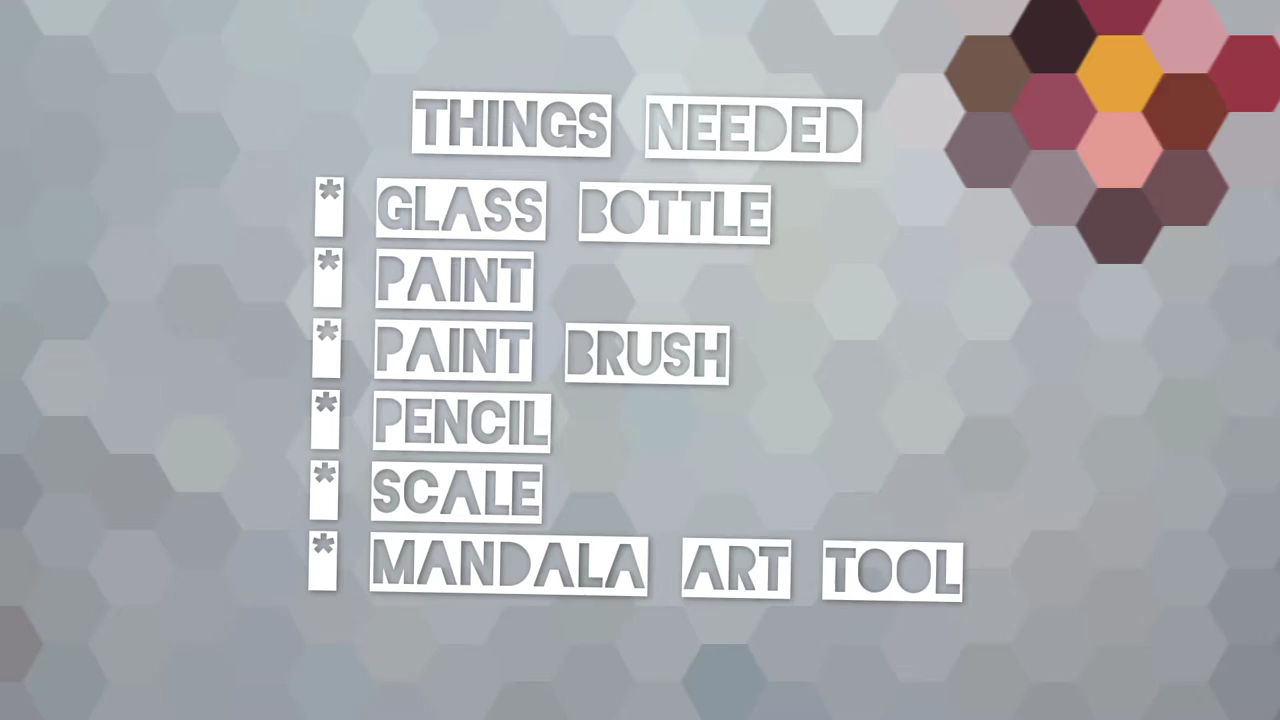 THINGS NEEDED
* GLASS BOTTLE
* PAINT
* PAINT BRUSH
* PENCIL
* SCALE
* MANDALA ART TOOL